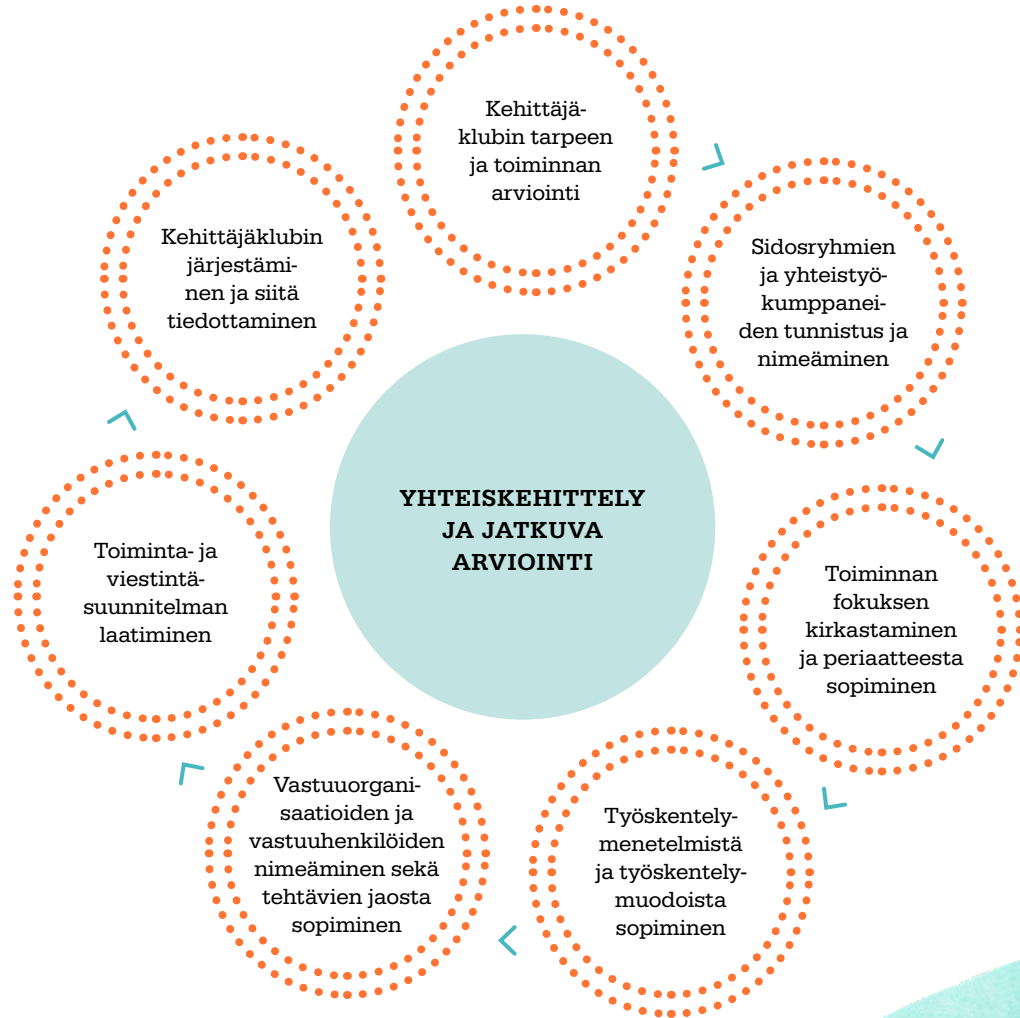 Kehittäjä-
klubin tarpeen
ja toiminnan
arviointi
Sidosryhmien
ja yhteistyö-
kumppanei-
den tunnistus ja
nimeäminen
Toiminnan
fokuksen
kirkastaminen
ja periaatteesta
sopiminen
Työskentely-
menetelmistä
ja työskentely-
muodoista
sopiminen
Vastuuorgani-
saatioiden ja
vastuuhenkilöiden
nimeäminen sekä
tehtävien jaosta
sopiminen
Toiminta- ja
viestintä-
suunnitelman
laatiminen
Kehittäjäklubin
järjestämi-
nen ja siitä
tiedottaminen
YHTEISKEHITTELY
JA JATKUVA
ARVIOINTI